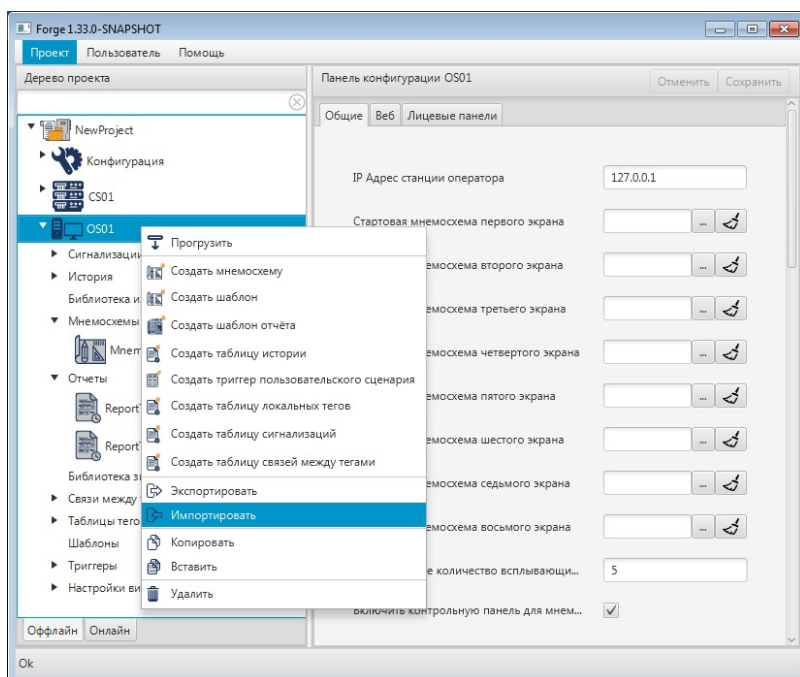 Forge 1.33.0-SNAPSHOT
Проект Пользователь Помощь
Дерево проекта
NewProject
Конфигурация
CS01
OS01
Сигнализации
История
Библиотека
Мнемосхемы
Mnem
Отчеты
Report
Report
Библиотека
Связи между
Таблицы тего
Шаблоны
Триггеры
Настройки ви
Оффлайн Онлайн
Ok
Прогрузить
Создать мнемосхему
Создать шаблон
Создать шаблон отчёта
Создать таблицу истории
Создать триггер пользовательского сценария
Создать таблицу локальных тегов
Создать таблицу сигнализаций
Создать таблицу связей между тегами
Экспортировать
Импортировать
Копировать
Вставить
Удалить
Панель конфигурации OS01
Отменить Сохранить
Общие Веб Лицевые панели
IP Адрес станции оператора 127.0.0.1
Стартовая мнемосхема первого экрана ...
емосхема второго экрана ...
емосхема третьего экрана ...
емосхема четвертого экрана ...
емосхема пятого экрана ...
емосхема шестого экрана ...
емосхема седьмого экрана ...
емосхема восьмого экрана ...
е количество всплывающи... 5
Включить контрольную панель для мнем...